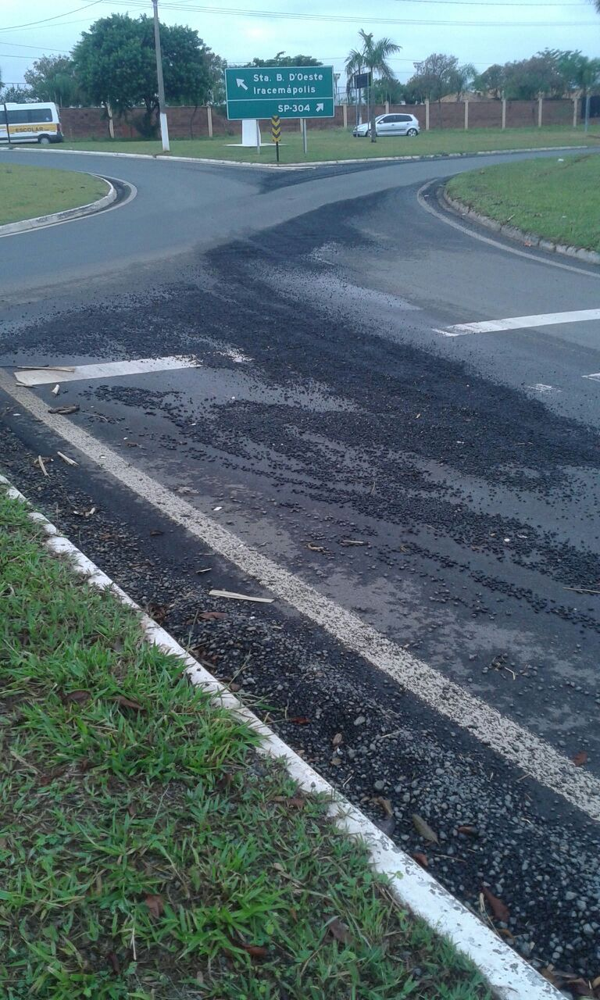 Sta. B. D'Oeste
Iracemápolis
SP-304
ESCOLAR